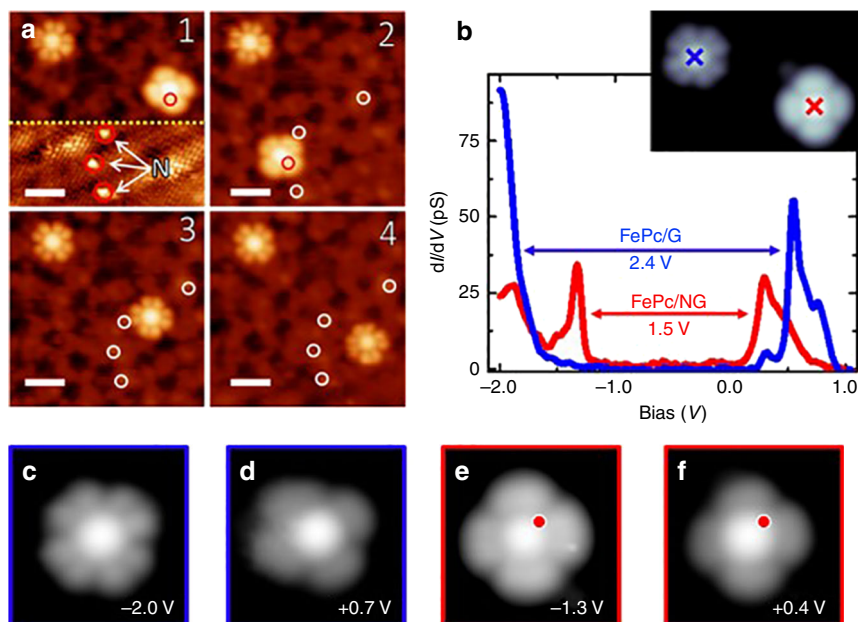 a
1
2
N
3
4
b
dI/dV (pS)
75
50
25
0
FePc/G
2.4 V
FePc/NG
1.5 V
−2.0
−1.0
0.0
1.0
Bias (V)
c
−2.0 V
d
+0.7 V
e
−1.3 V
f
+0.4 V